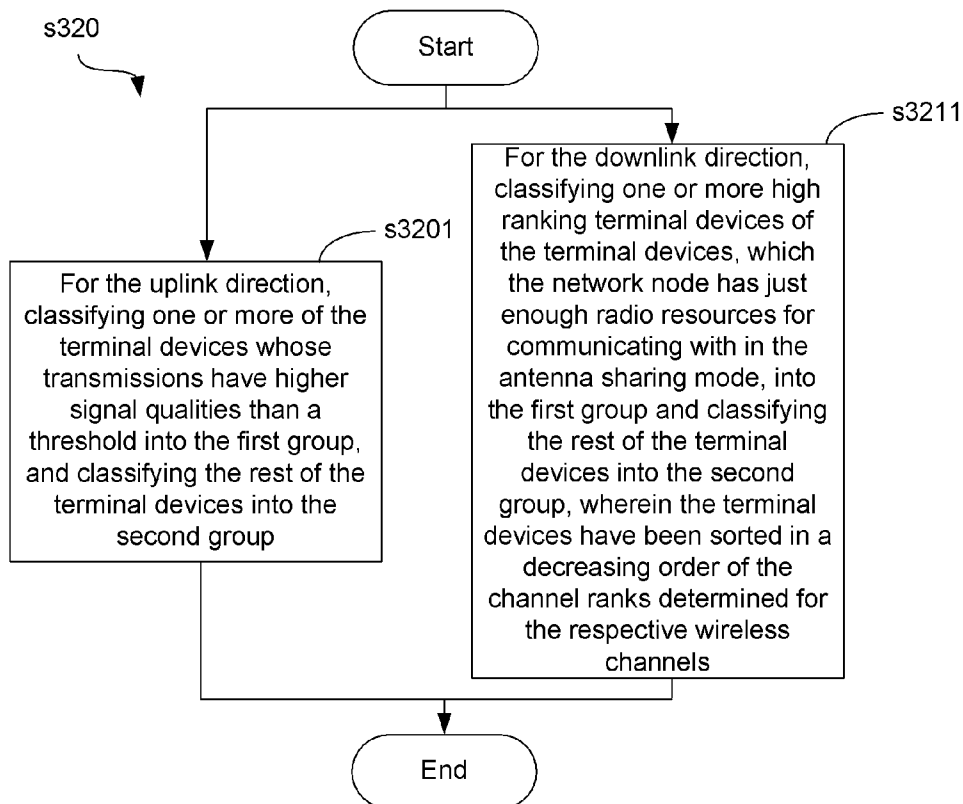 s320
Start
s3211
For the downlink direction,
classifying one or more high
ranking terminal devices of
the terminal devices, which
the network node has just
enough radio resources for
communicating with in the
antenna sharing mode, into
the first group and classifying
the rest of the terminal
devices into the second
group, wherein the terminal
devices have been sorted in a
decreasing order of the
channel ranks determined for
the respective wireless
channels
s3201
For the uplink direction,
classifying one or more of the
terminal devices whose
transmissions have higher
signal qualities than a
threshold into the first group,
and classifying the rest of the
terminal devices into the
second group
End